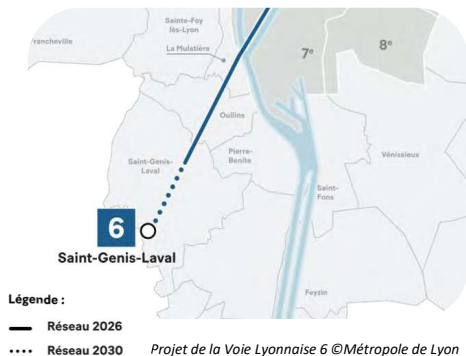 Sainte-Foy
lès-Lyon
rancheville
La Mulatière
7e
8e
Oullins
Saint-Genis-
Laval
Pierre-
Bénite
Vénissieux
Saint-
Fons
6
Saint-Genis-Laval
Feyzin
Légende :
Réseau 2026
Réseau 2030
Projet de la Voie Lyonnaise 6 ©Métropole de Lyon